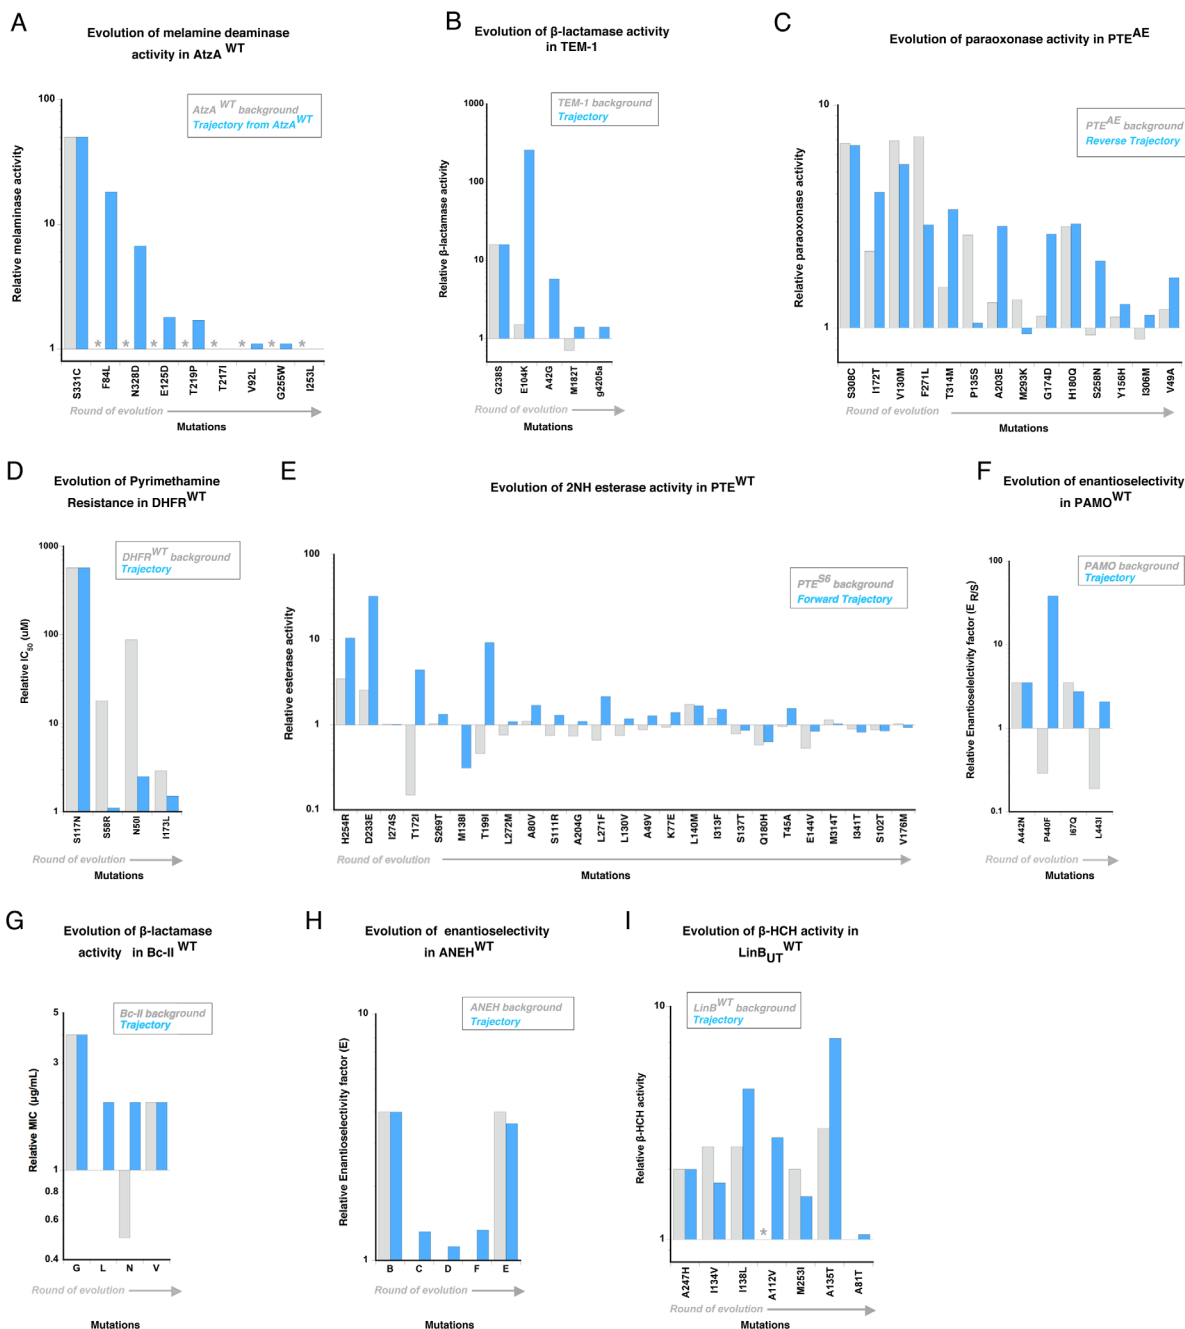 A
Evolution of melamine deaminase
activity in AtzA WT
AtzA WT background
Trajectory from AtzA WT
Relative melaminase activity
100
10
1
* * * * * * * *
S331C F84L N328D E125D T219P T217I V92L G255W I253L
Round of evolution
Mutations
B
Evolution of β-lactamase activity
in TEM-1
TEM-1 background
Trajectory
Relative β-lactamase activity
1000
100
10
1
G238S E104K A42G M182T g4205a
Round of evolution
Mutations
C
Evolution of paraoxonase activity in PTE AE
PTE AE background
Reverse Trajectory
Relative paraoxonase activity
10
1
S308C I172T V130M F271L T314M P135S A203E M293K G174D H180Q S258N Y156H I306M V49A
Round of evolution
Mutations
D
Evolution of Pyrimethamine
Resistance in DHFR WT
DHFR WT background
Trajectory
Relative IC 50 (uM)
1000
100
10
1
S117N S58R N50I I173L
Round of evolution
Mutations
E
Evolution of 2NH esterase activity in PTE WT
PTE S6 background
Forward Trajectory
Relative esterase activity
100
10
1
0.1
H254R D233E I274S T172I S269T M138I T199I L272M A80V S111R A204G L271F L130V A49V K77E L140M I313F S137T Q180H T45A E144V M314T I341T S102T V176M
Round of evolution
Mutations
F
Evolution of enantioselectivity
in PAMO WT
PAMO background
Trajectory
Relative Enantioselelctivity factor (E R/S)
100
10
1
0.1
A442N P440F I67Q L443I
Round of evolution
Mutations
G
Evolution of β-lactamase
activity in Bc-II WT
Bc-II background
Trajectory
Relative MIC (μg/mL)
5
3
1
0.8
0.6
0.4
G L N V
Round of evolution
Mutations
H
Evolution of enantioselectivity
in ANEH WT
ANEH background
Trajectory
Relative Enantioselectivity factor (E)
10
1
B C D F E
Round of evolution
Mutations
I
Evolution of β-HCH activity in
LinB UT WT
LinB WT background
Trajectory
Relative β-HCH activity
10
1
*
A247H I134V I138L A112V M253I A135T A81T
Round of evolution
Mutations